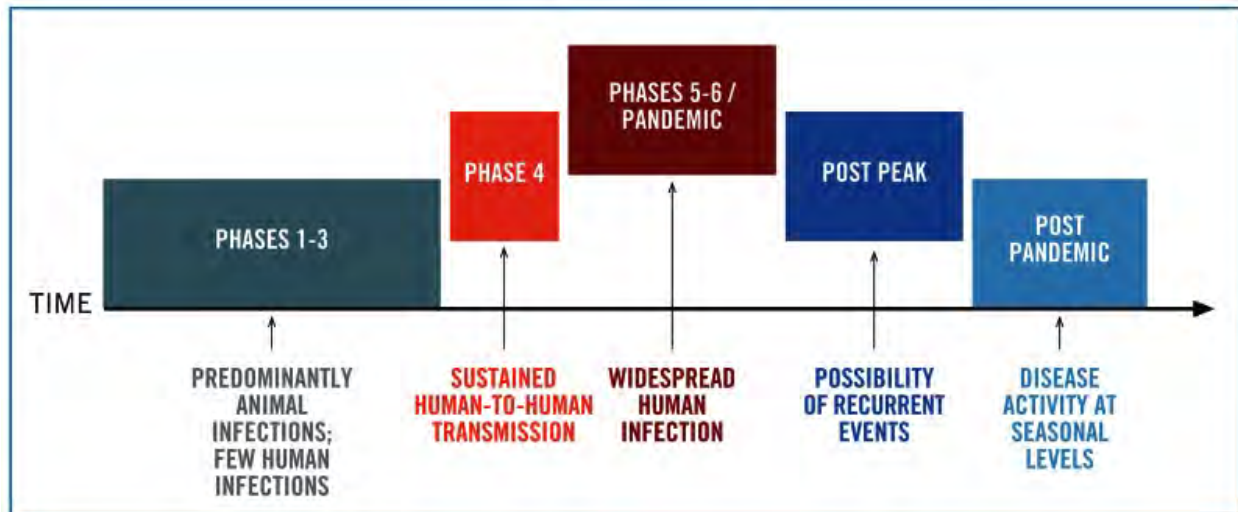 PHASES 5-6 /
PANDEMIC
PHASE 4
POST PEAK
PHASES 1-3
POST
PANDEMIC
TIME
PREDOMINANTLY
ANIMAL
INFECTIONS;
FEW HUMAN
INFECTIONS
SUSTAINED
HUMAN-TO-HUMAN
TRANSMISSION
WIDESPREAD
HUMAN
INFECTION
POSSIBILITY
OF RECURRENT
EVENTS
DISEASE
ACTIVITY AT
SEASONAL
LEVELS